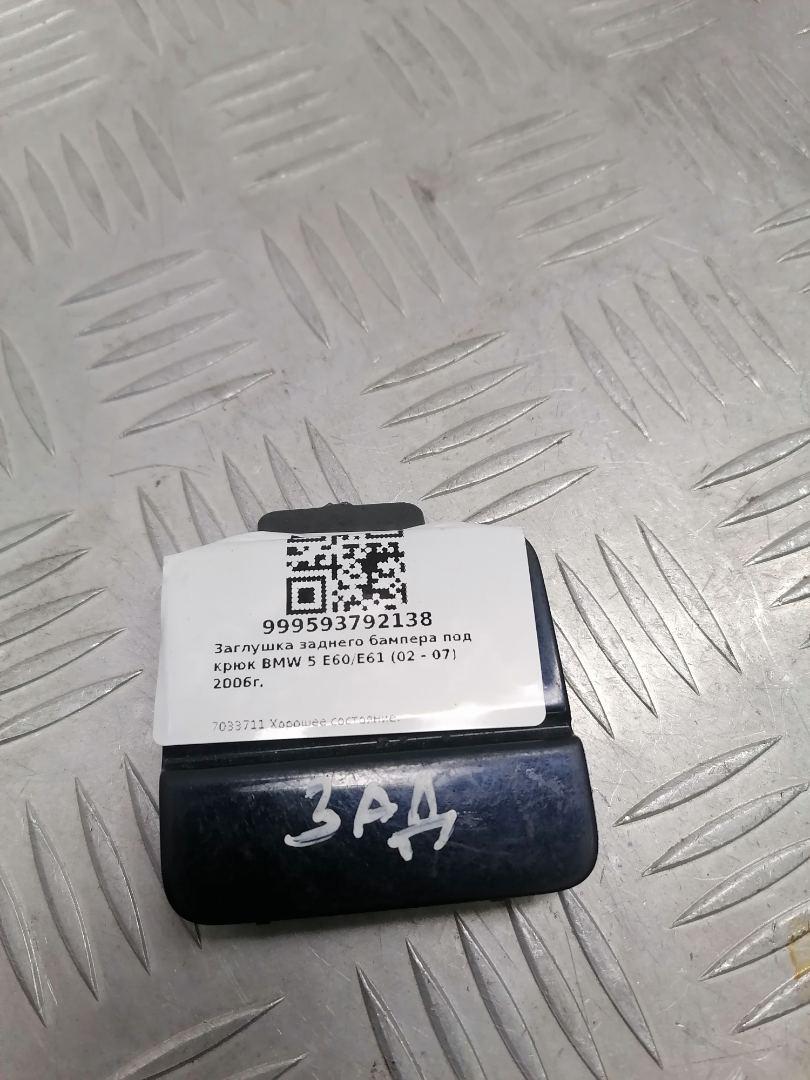 999593792138
Заглушка заднего бампера под
крюк BMW 5 E60/E61 (02 - 07)
2006г.
7033711 Хорошее состояние.
ЗАД